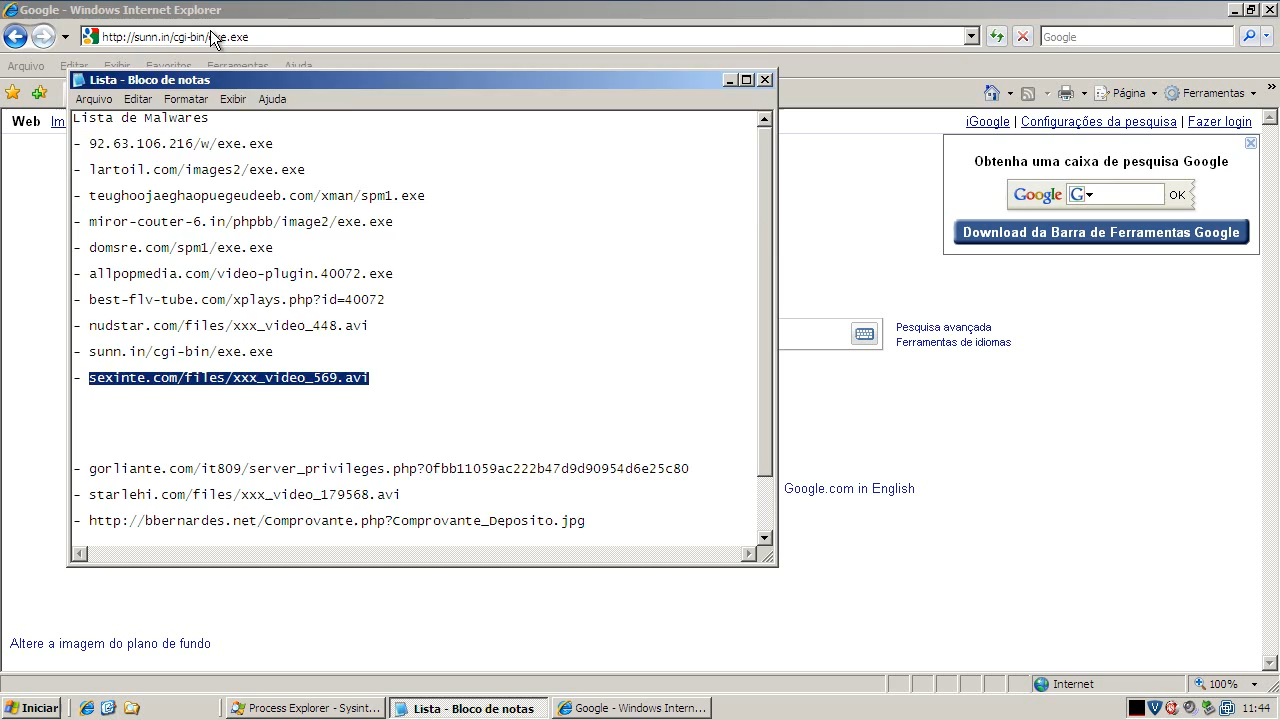 Google - Windows Internet Explorer
http://sunn.in/cgi-bin/exe.exe
Google
Arquivo Editar Exibir Favoritos Ferramentas Ajuda
Lista - Bloco de notas
Arquivo Editar Formatar Exibir Ajuda
Página Ferramentas
Web
iGoogle | Configurações da pesquisa | Fazer login
Lista de Malwares
- 92.63.106.216/w/exe.exe
- lartoil.com/images2/exe.exe
- teughoojaeghaopuegeudeeb.com/xman/spm1.exe
- miror-couter-6.in/phpbb/image2/exe.exe
- domsre.com/spm1/exe.exe
- allpopmedia.com/video-plugin.40072.exe
- best-flv-tube.com/xplays.php?id=40072
- nudstar.com/files/xxx_video_448.avi
- sunn.in/cgi-bin/exe.exe
- sexinte.com/files/xxx_video_569.avi
- gorliante.com/it809/server_privileges.php?0fbb11059ac222b47d9d90954d6e25c80
- starlehi.com/files/xxx_video_179568.avi
- http://bbernardes.net/Comprovante.php?Comprovante_Deposito.jpg
Obtenha uma caixa de pesquisa Google
Google G OK
Download da Barra de Ferramentas Google
Pesquisa avançada
Ferramentas de idiomas
Google.com in English
Altere a imagem do plano de fundo
Internet 100%
Iniciar Process Explorer - Sysint... Lista - Bloco de notas Google - Windows Intern... 11:44